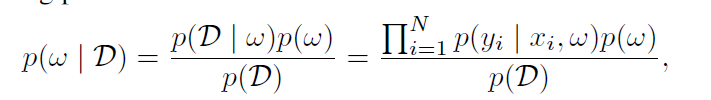 p(ω | 𝒟) = p(𝒟 | ω)p(ω) / p(𝒟) = ∏_{i=1}^{N} p(y_i | x_i, ω)p(ω) / p(𝒟),